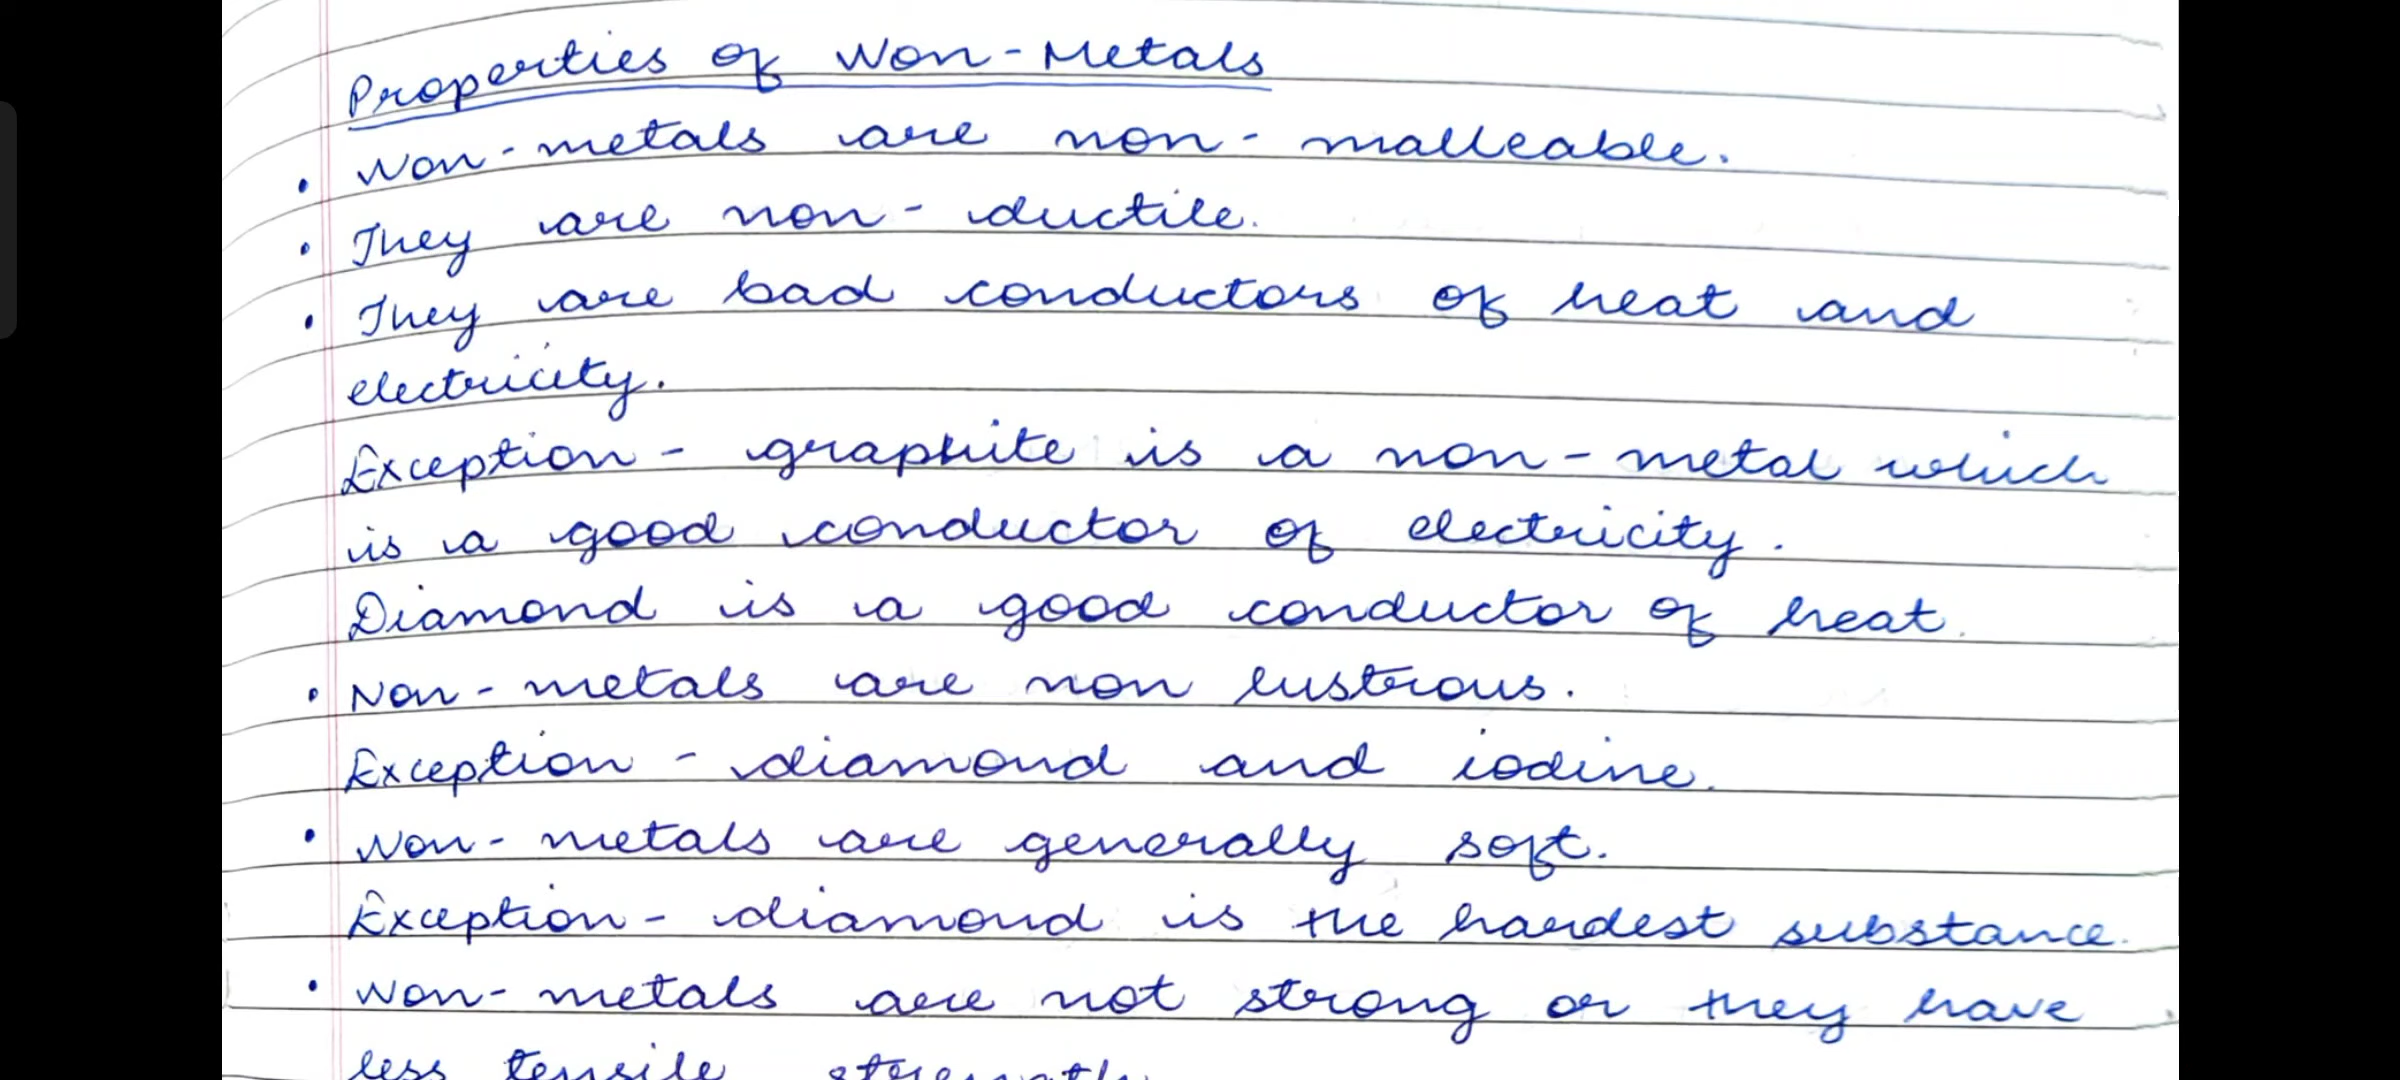 Properties of Non-Metals
• Non-metals are non-malleable.
• They are non-ductile.
• They are bad conductors of heat and
electricity.
Exception - graphite is a non-metal which
is a good conductor of electricity.
Diamond is a good conductor of heat.
• Non-metals are non lustrous.
Exception - diamond and iodine.
• Non-metals are generally soft.
Exception - diamond is the hardest substance.
• Non-metals are not strong or they have
less tensile strength